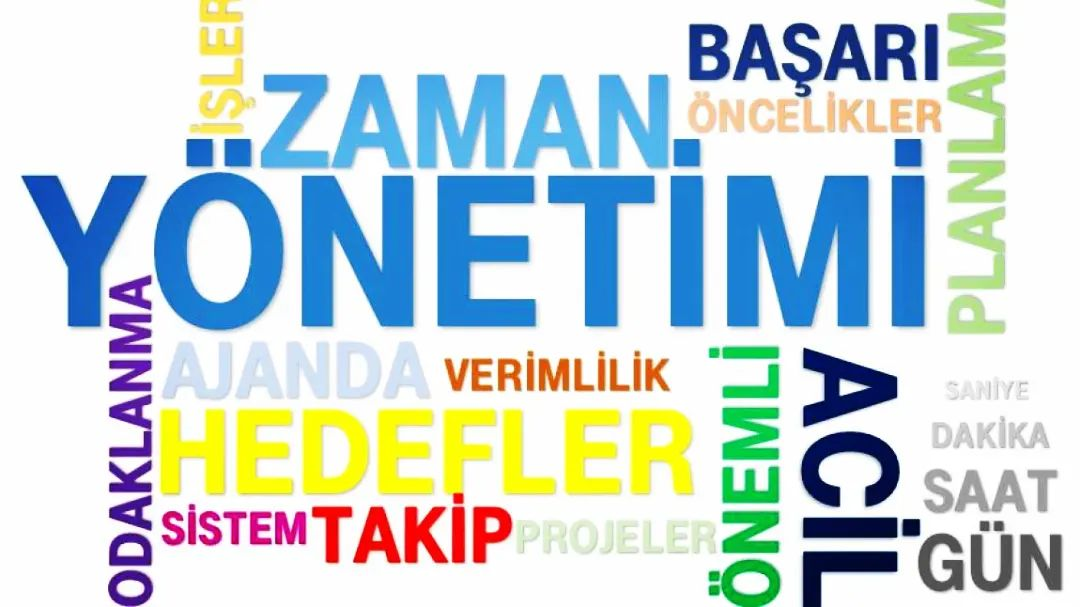 İŞLER
ZAMAN
BAŞARI
ÖNCELİKLER
PLANLAMA
YÖNETİMİ
ODAKLANMA
AJANDA
VERİMLİLİK
HEDEFLER
SİSTEM
TAKİP
PROJELER
ÖNEMLİ
ACİL
SANİYE
DAKİKA
SAAT
GÜN